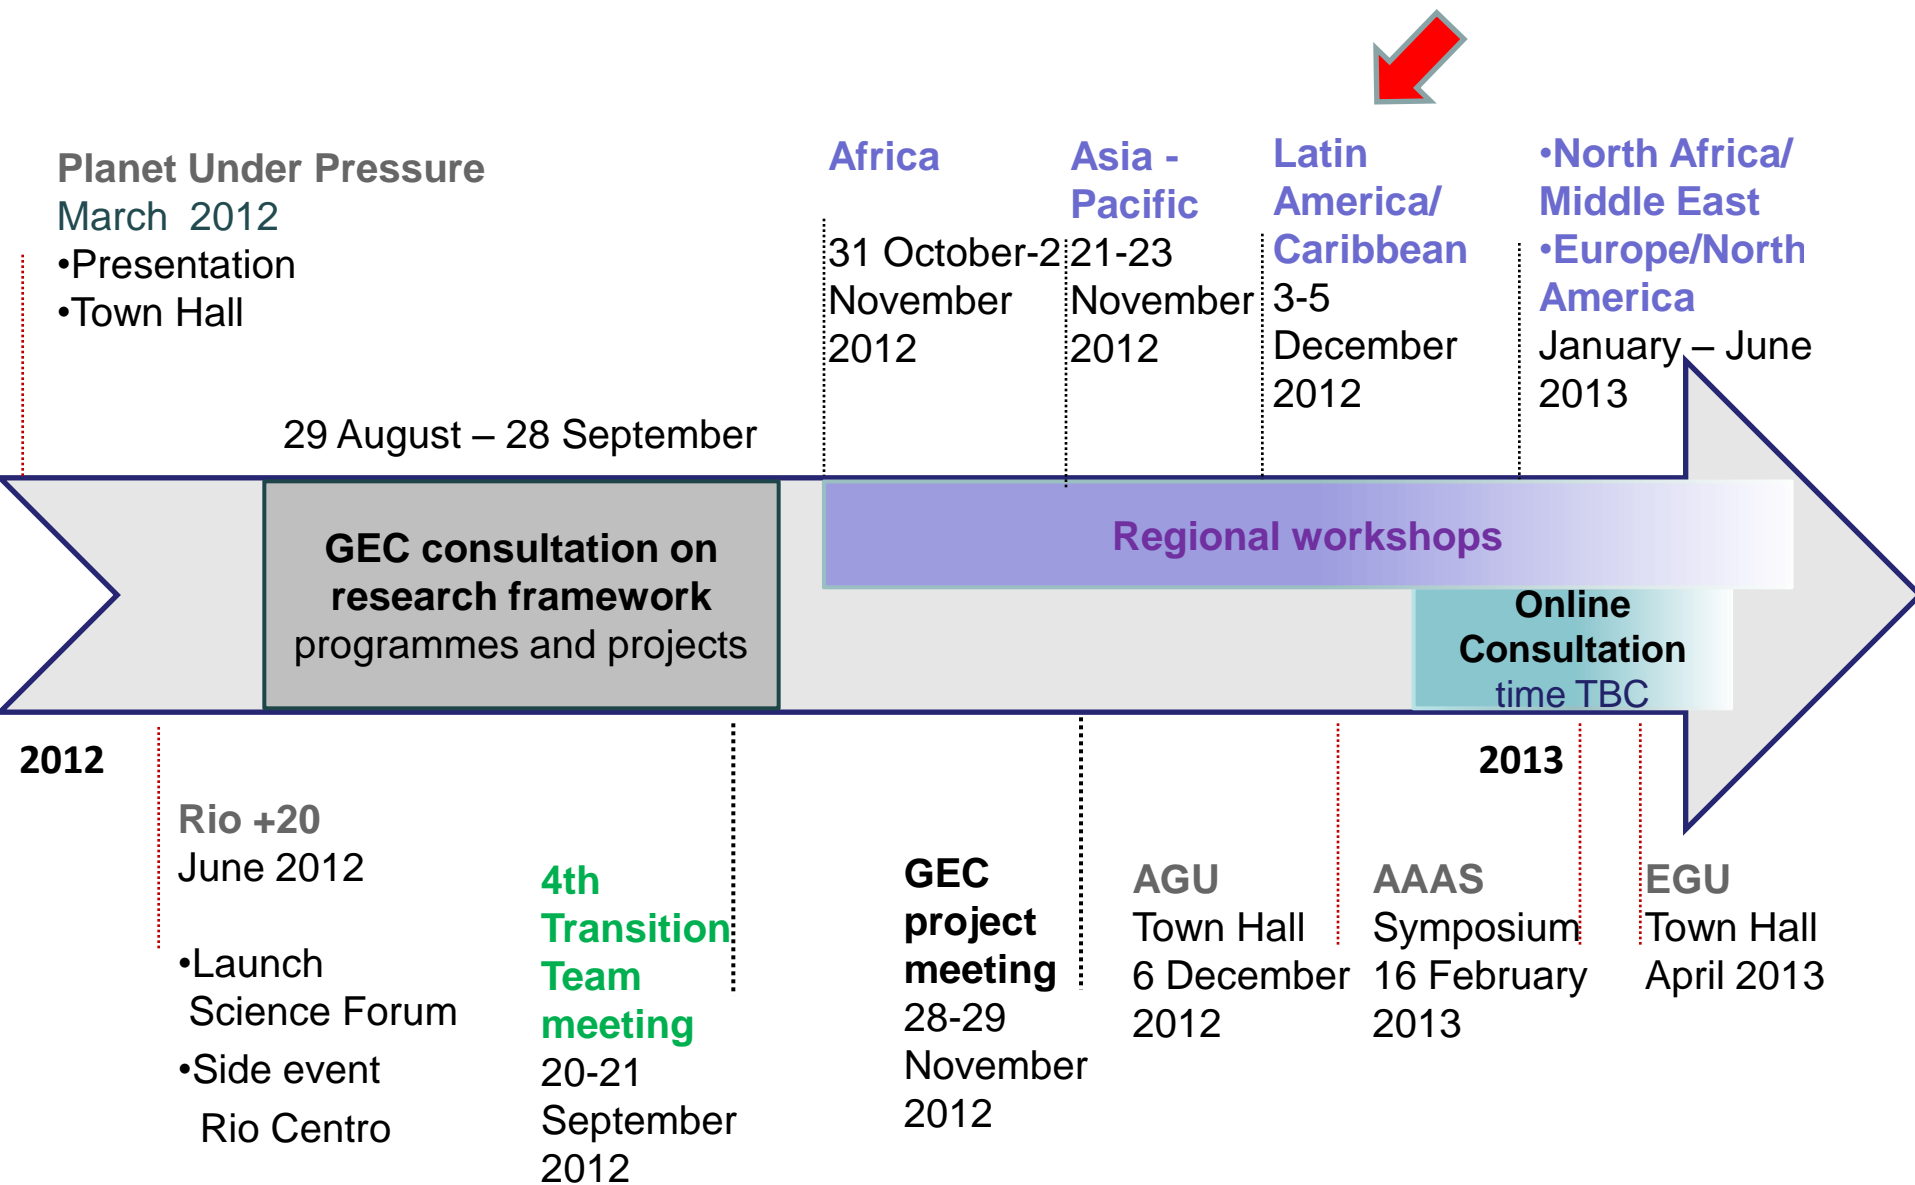 Planet Under Pressure
March 2012
•Presentation
•Town Hall
29 August – 28 September
Africa
31 October-2
November
2012
Asia -
Pacific
21-23
November
2012
Latin
America/
Caribbean
3-5
December
2012
•North Africa/
Middle East
•Europe/North
America
January – June
2013
GEC consultation on
research framework
programmes and projects
Regional workshops
Online
Consultation
time TBC
2012
2013
Rio +20
June 2012
•Launch
Science Forum
•Side event
Rio Centro
4th
Transition
Team
meeting
20-21
September
2012
GEC
project
meeting
28-29
November
2012
AGU
Town Hall
6 December
2012
AAAS
Symposium
16 February
2013
EGU
Town Hall
April 2013